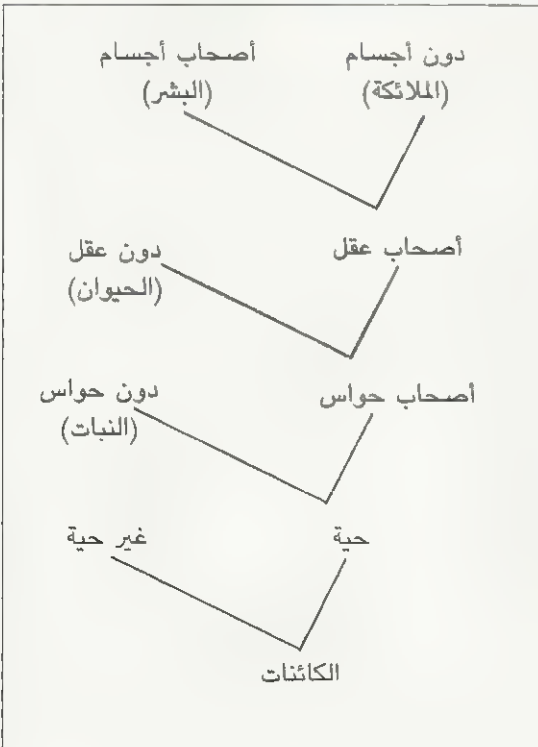 دون أجسام
(الملائكة)
أصحاب أجسام
(البشر)
أصحاب عقل
دون عقل
(الحيوان)
أصحاب حواس
دون حواس
(النبات)
حية
غير حية
الكائنات